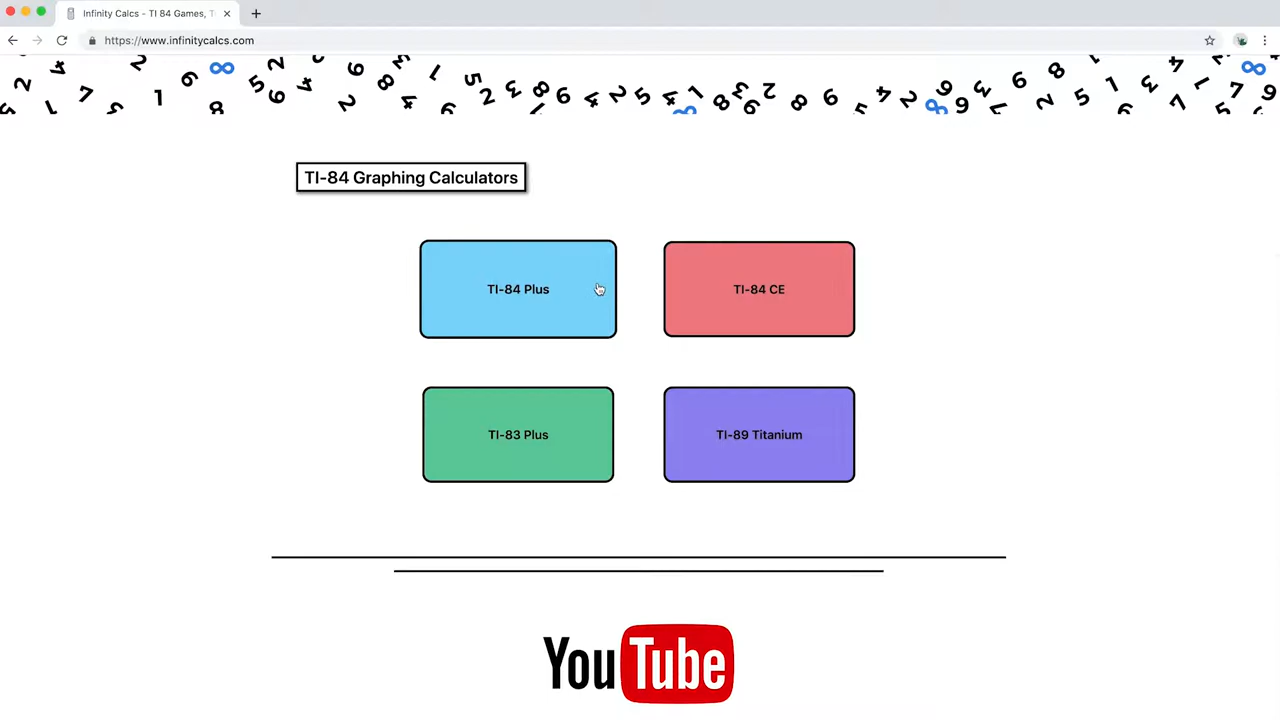 Infinity Calcs - TI 84 Games, T
https://www.infinitycalcs.com
TI-84 Graphing Calculators
TI-84 Plus
TI-84 CE
TI-83 Plus
TI-89 Titanium
YouTube